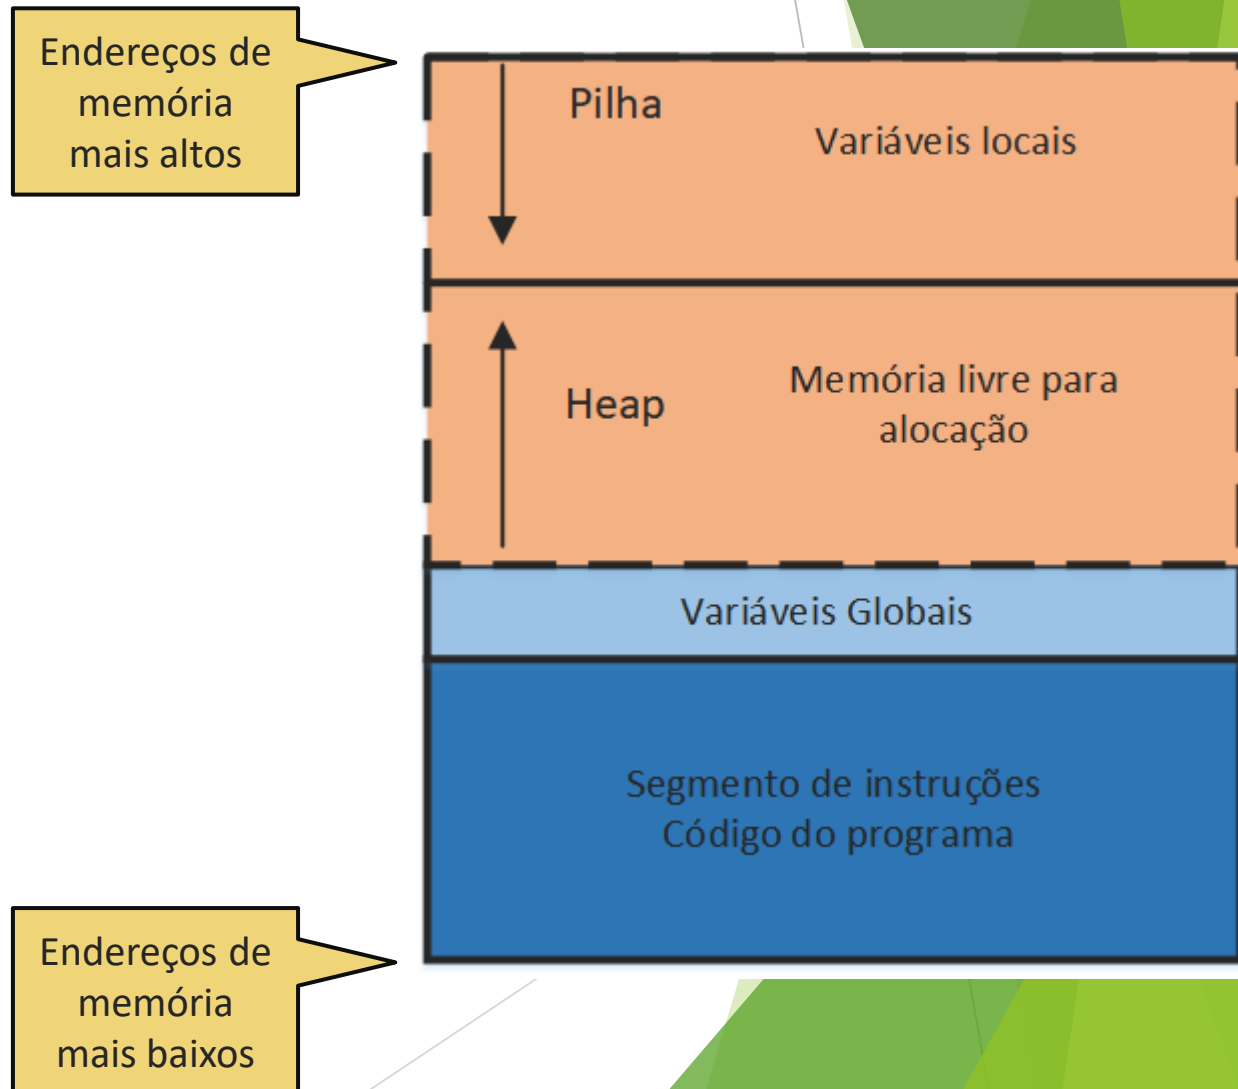 Endereços de
memória
mais altos
Pilha
Variáveis locais
Heap
Memória livre para
alocação
Variáveis Globais
Segmento de instruções
Código do programa
Endereços de
memória
mais baixos